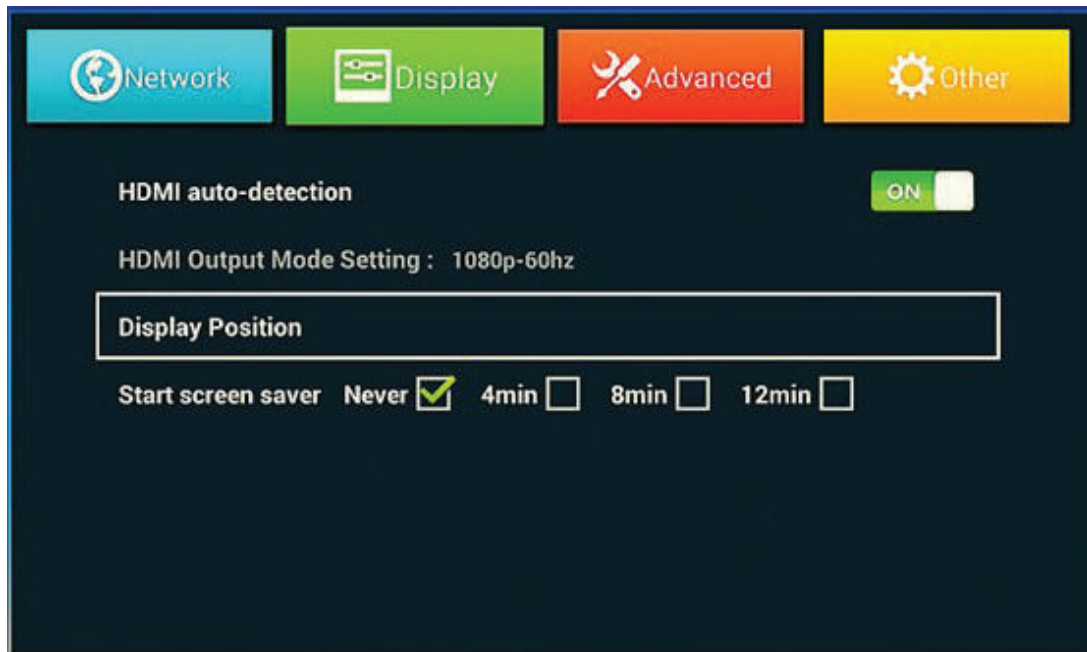 Network Display Advanced Other
HDMI auto-detection ON
HDMI Output Mode Setting : 1080p-60hz
Display Position
Start screen saver Never 4min 8min 12min